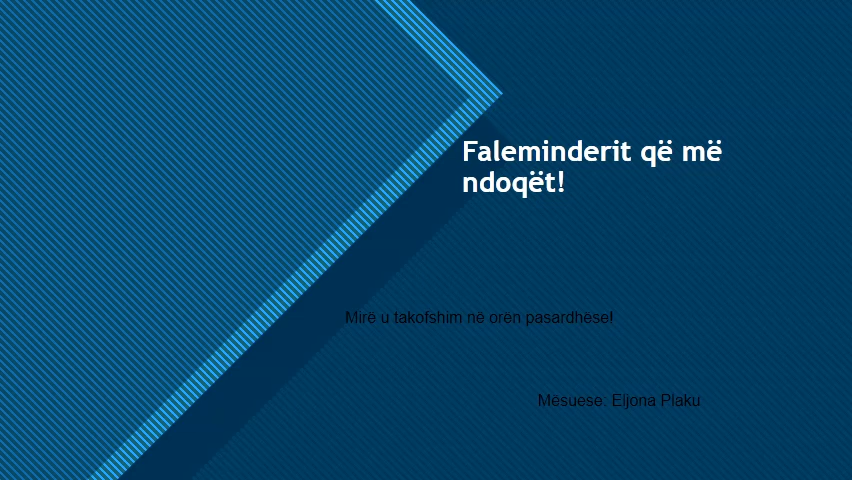 Faleminderit që më
ndoqët!
Mirë u takofshim në orën pasardhëse!
Mësuese: Eljona Plaku